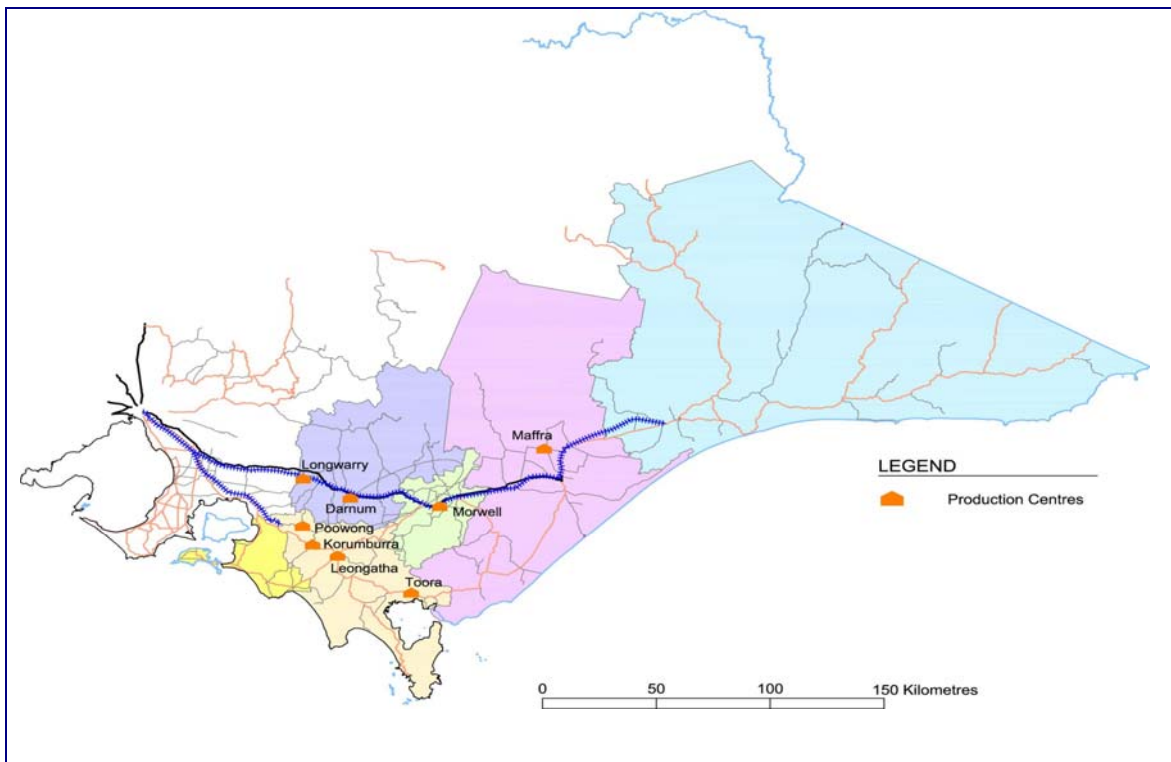 Maffra
Longwarry
Darnum
Morwell
Poowong
Korumburra
Leongatha
Toora
LEGEND
Production Centres
0 50 100 150 Kilometres